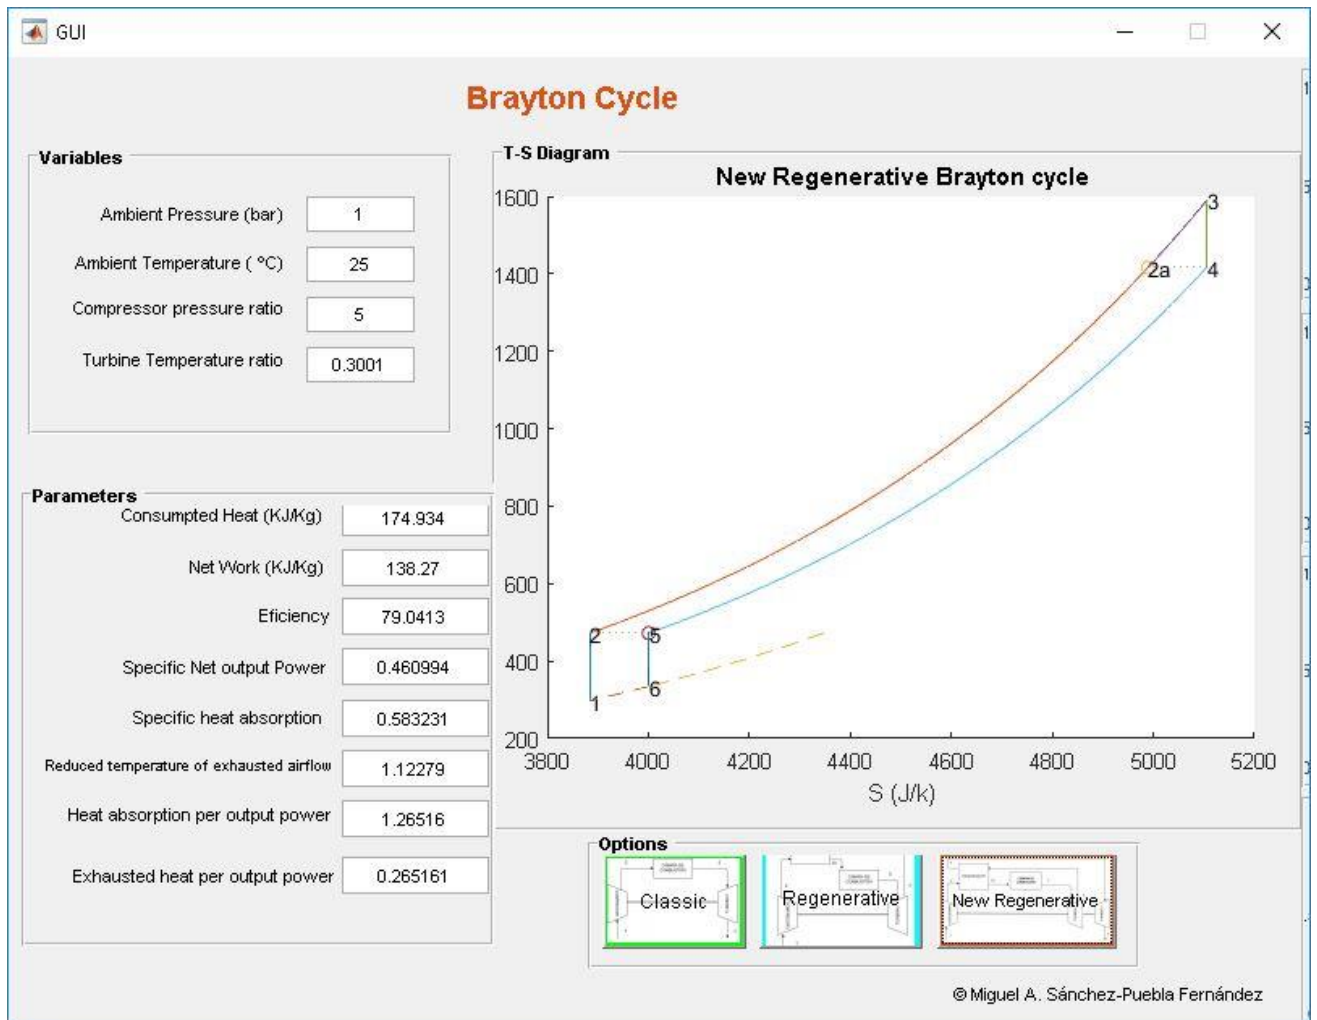 GUI
Brayton Cycle
Variables
Ambient Pressure (bar) 1
Ambient Temperature ( ºC) 25
Compressor pressure ratio 5
Turbine Temperature ratio 0.3001
T-S Diagram
New Regenerative Brayton cycle
1600
1400
1200
1000
800
600
400
200
3
2a
4
2
5
6
1
3800 4000 4200 4400 4600 4800 5000 5200
S (J/k)
Parameters
Consumpted Heat (KJ/Kg) 174.934
Net Work (KJ/Kg) 138.27
Eficiency 79.0413
Specific Net output Power 0.460994
Specific heat absorption 0.583231
Reduced temperature of exhausted airflow 1.12279
Heat absorption per output power 1.26516
Exhausted heat per output power 0.265161
Options
Classic
Regenerative
New Regenerative
© Miguel A. Sánchez-Puebla Fernández